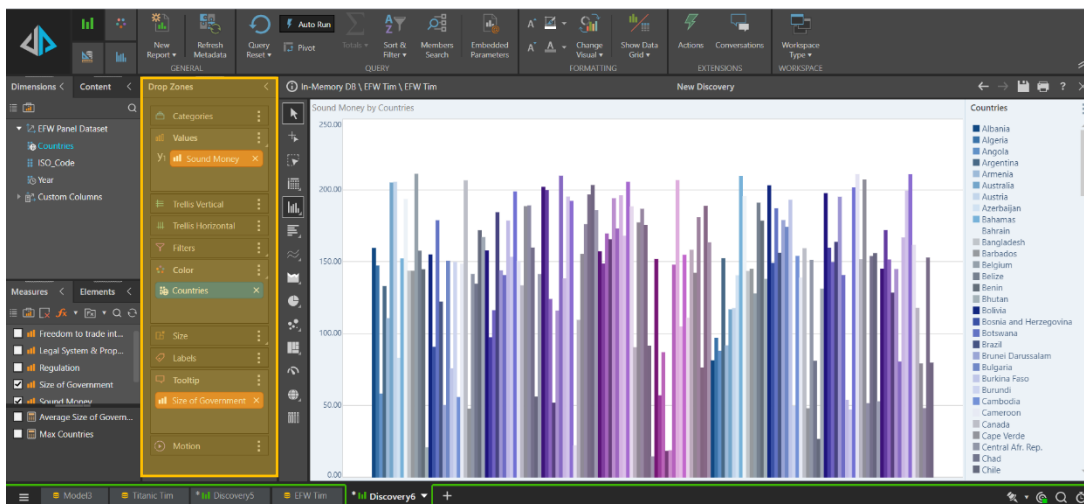 New Report
Refresh Metadata
GENERAL
Query Reset
Auto Run
Pivot
Totals
Sort & Filter
Members Search
QUERY
Embedded Parameters
Change Visual
Show Data Grid
FORMATTING
Actions
Conversations
EXTENSIONS
Workspace Type
WORKSPACE
Dimensions
Content
EFW Panel Dataset
Countries
ISO_Code
Year
Custom Columns
Measures
Elements
Freedom to trade int...
Legal System & Prop...
Regulation
Size of Government
Sound Money
Average Size of Govern...
Max Countries
Drop Zones
Categories
Values
Y1 Sound Money
Trellis Vertical
Trellis Horizontal
Filters
Color
Countries
Size
Labels
Tooltip
Size of Government
Motion
In-Memory DB \ EFW Tim \ EFW Tim
New Discovery
Sound Money by Countries
250.00
200.00
150.00
100.00
50.00
0.00
Countries
Albania
Algeria
Angola
Argentina
Armenia
Australia
Austria
Azerbaijan
Bahamas
Bahrain
Bangladesh
Barbados
Belgium
Belize
Benin
Bhutan
Bolivia
Bosnia and Herzegovina
Botswana
Brazil
Brunei Darussalam
Bulgaria
Burkina Faso
Burundi
Cambodia
Cameroon
Canada
Cape Verde
Central Afr. Rep.
Chad
Chile
Model3
Titanic Tim
*Discovery5
EFW Tim
*Discovery6